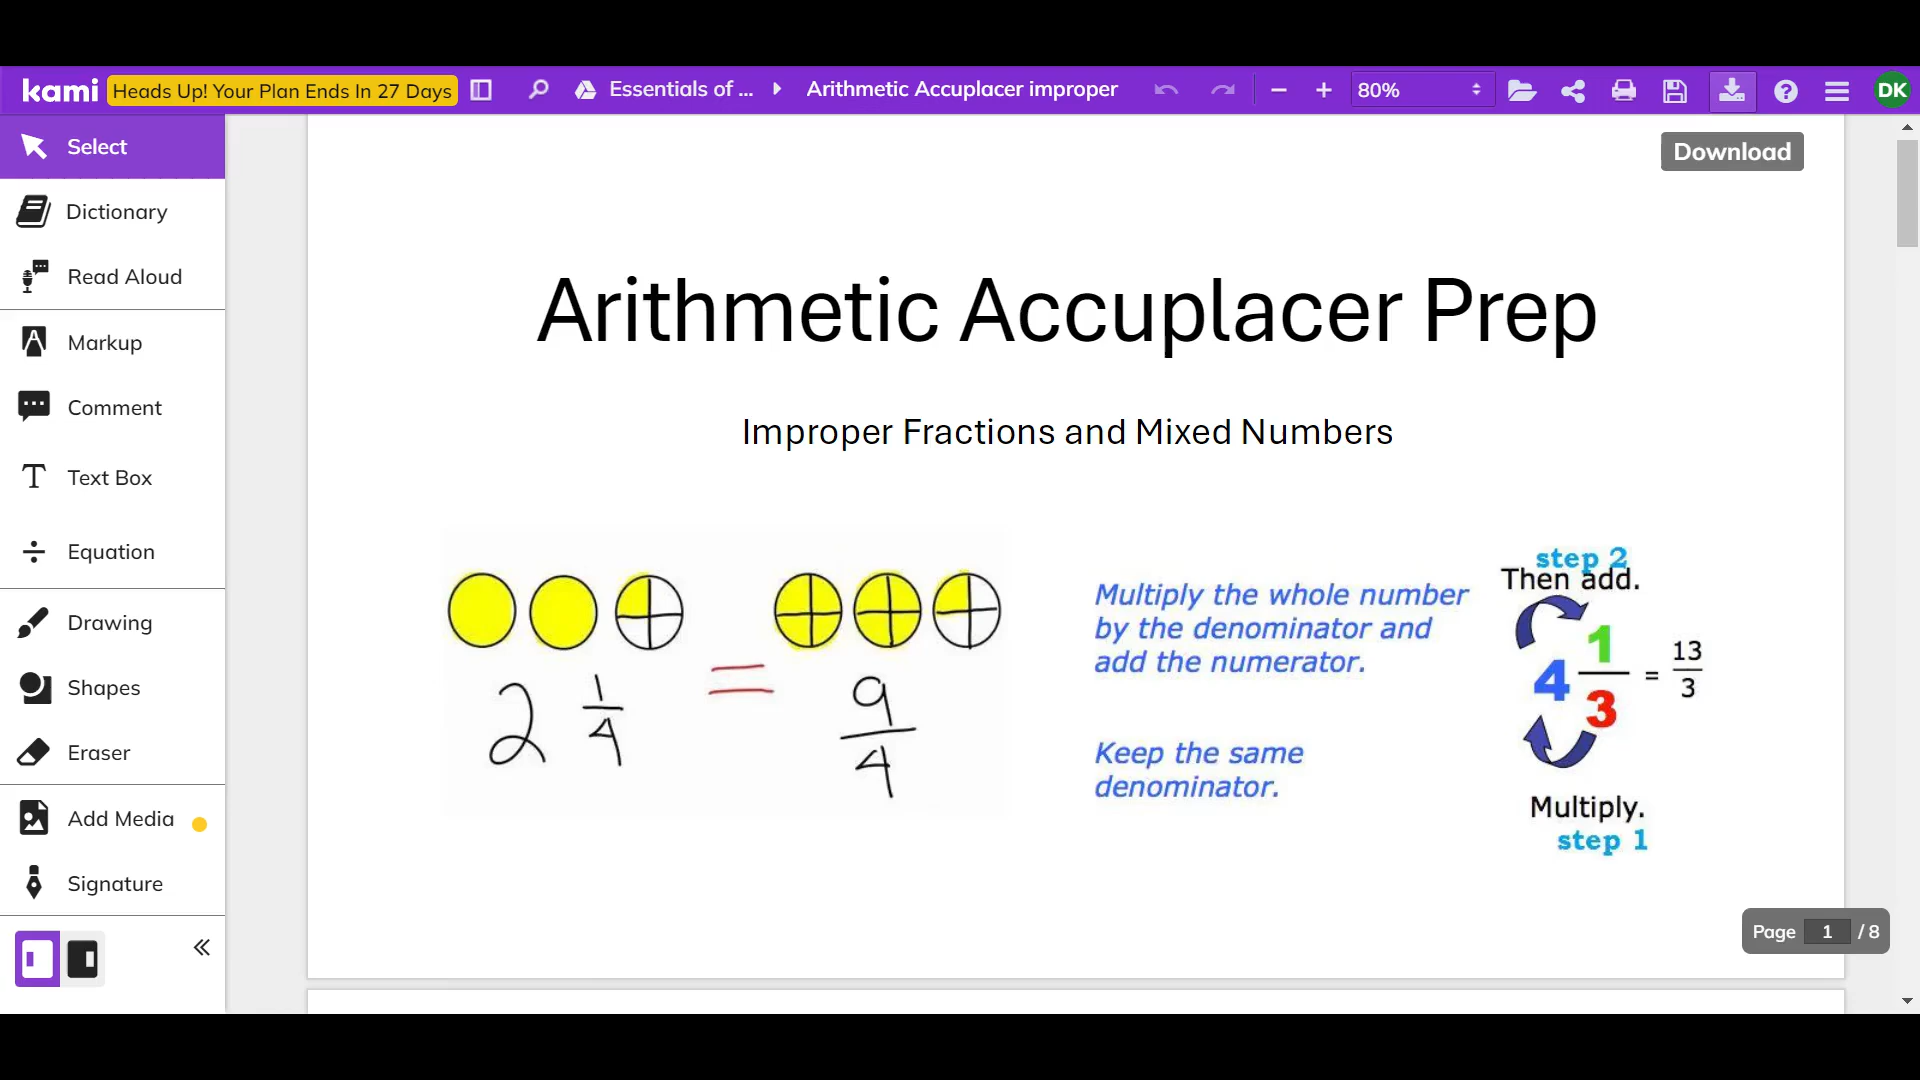 kami
Heads Up! Your Plan Ends In 27 Days
Essentials of ...
Arithmetic Accuplacer improper
80%
DK
Select
Download
Dictionary
Read Aloud
Markup
Comment
Text Box
Equation
Drawing
Shapes
Eraser
Add Media
Signature
Arithmetic Accuplacer Prep
Improper Fractions and Mixed Numbers
2 1/4 = 9/4
Multiply the whole number
by the denominator and
add the numerator.
Keep the same
denominator.
step 2
Then add.
4 1/3 = 13/3
Multiply.
step 1
Page 1 / 8